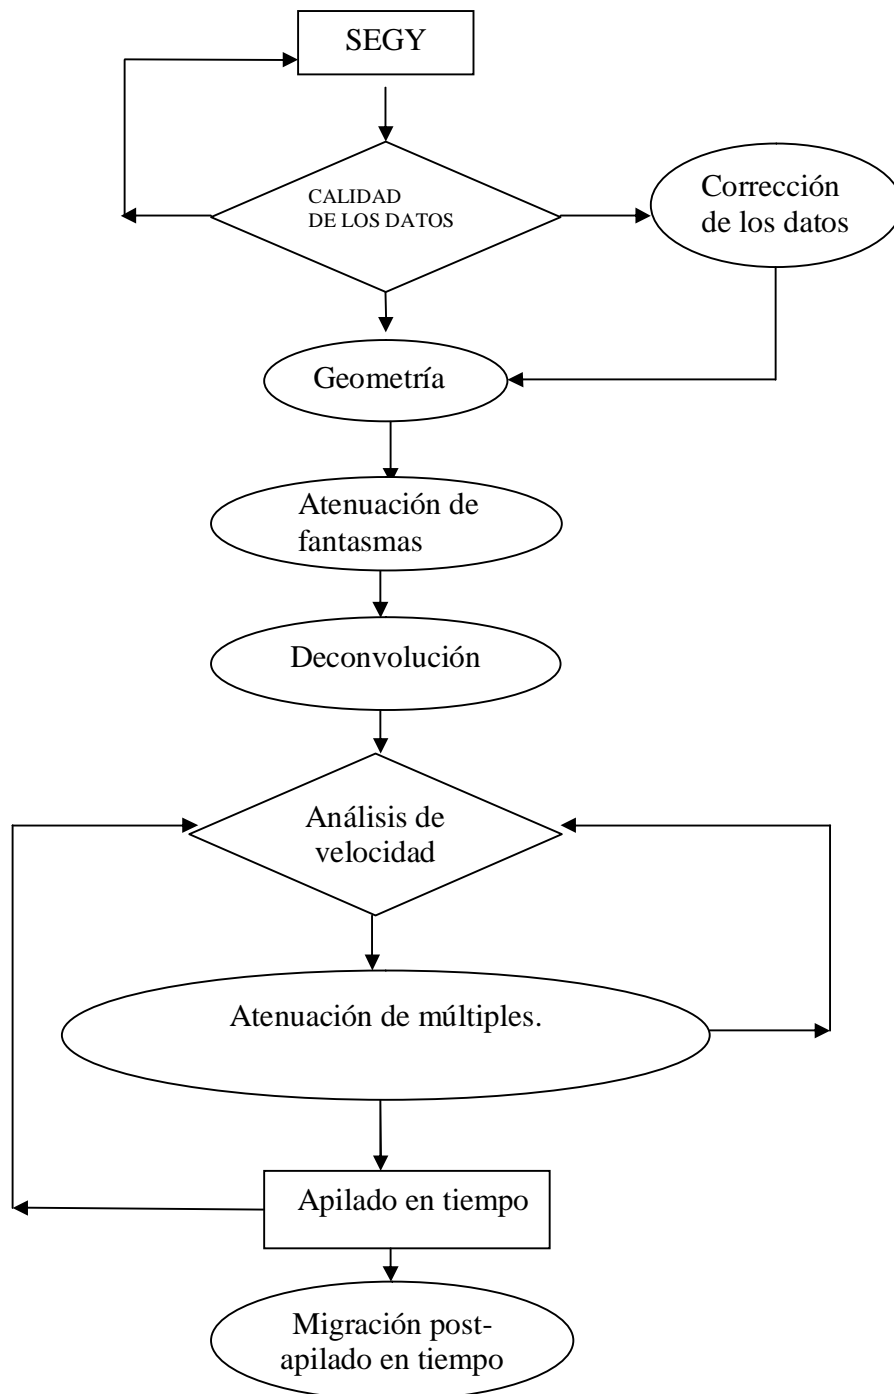 SEGY
CALIDAD
DE LOS DATOS
Corrección
de los datos
Geometría
Atenuación de
fantasmas
Deconvolución
Análisis de
velocidad
Atenuación de múltiples.
Apilado en tiempo
Migración post-
apilado en tiempo